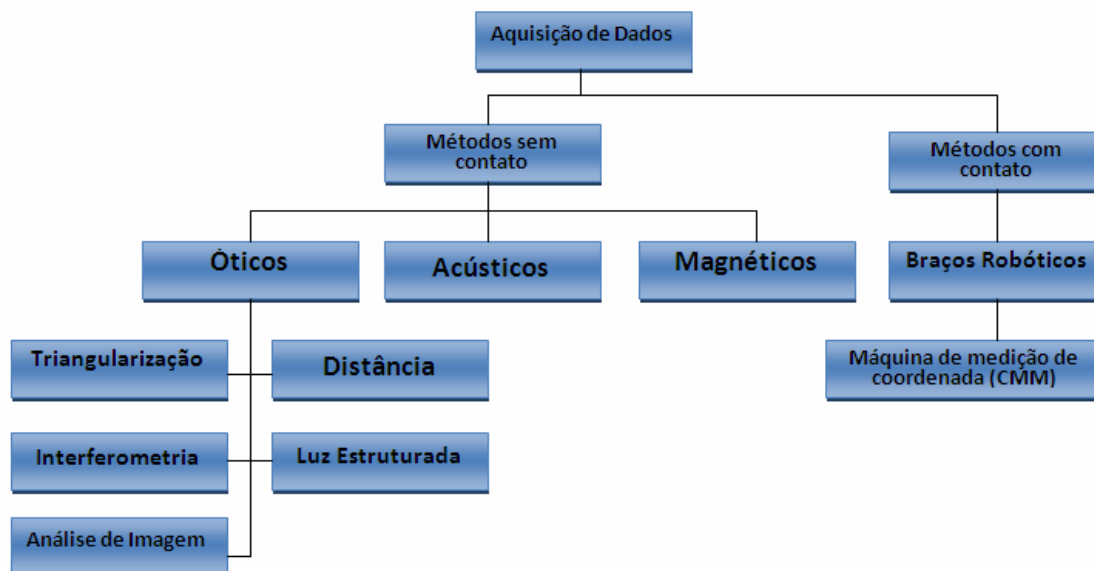 Aquisição de Dados
Métodos sem
contato
Métodos com
contato
Óticos
Acústicos
Magnéticos
Braços Robóticos
Triangularização
Distância
Máquina de medição de
coordenada (CMM)
Interferometria
Luz Estruturada
Análise de Imagem